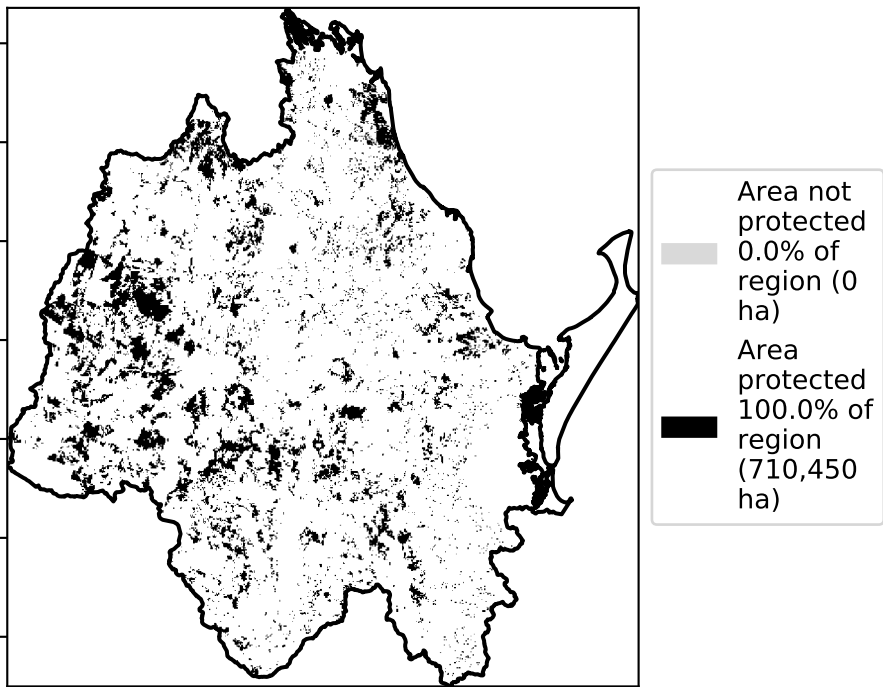 Area not
protected
0.0% of
region (0
ha)
Area
protected
100.0% of
region
(710,450
ha)